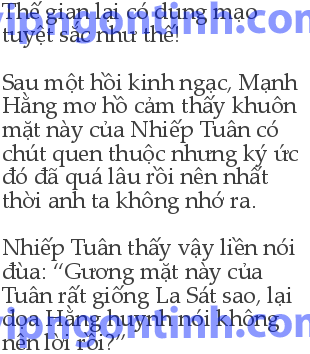 Thế gian lại có dung mạo
tuyệt sắc như thế!
Sau một hồi kinh ngạc, Mạnh
Hằng mơ hồ cảm thấy khuôn
mặt này của Nhiếp Tuân có
chút quen thuộc nhưng ký ức
đó đã quá lâu rồi nên nhất
thời anh ta không nhớ ra.
Nhiếp Tuân thấy vậy liền nói
đùa: “Gương mặt này của
Tuân rất giống La Sát sao, lại
dọa Hằng huynh nói không
nên lời rồi?”